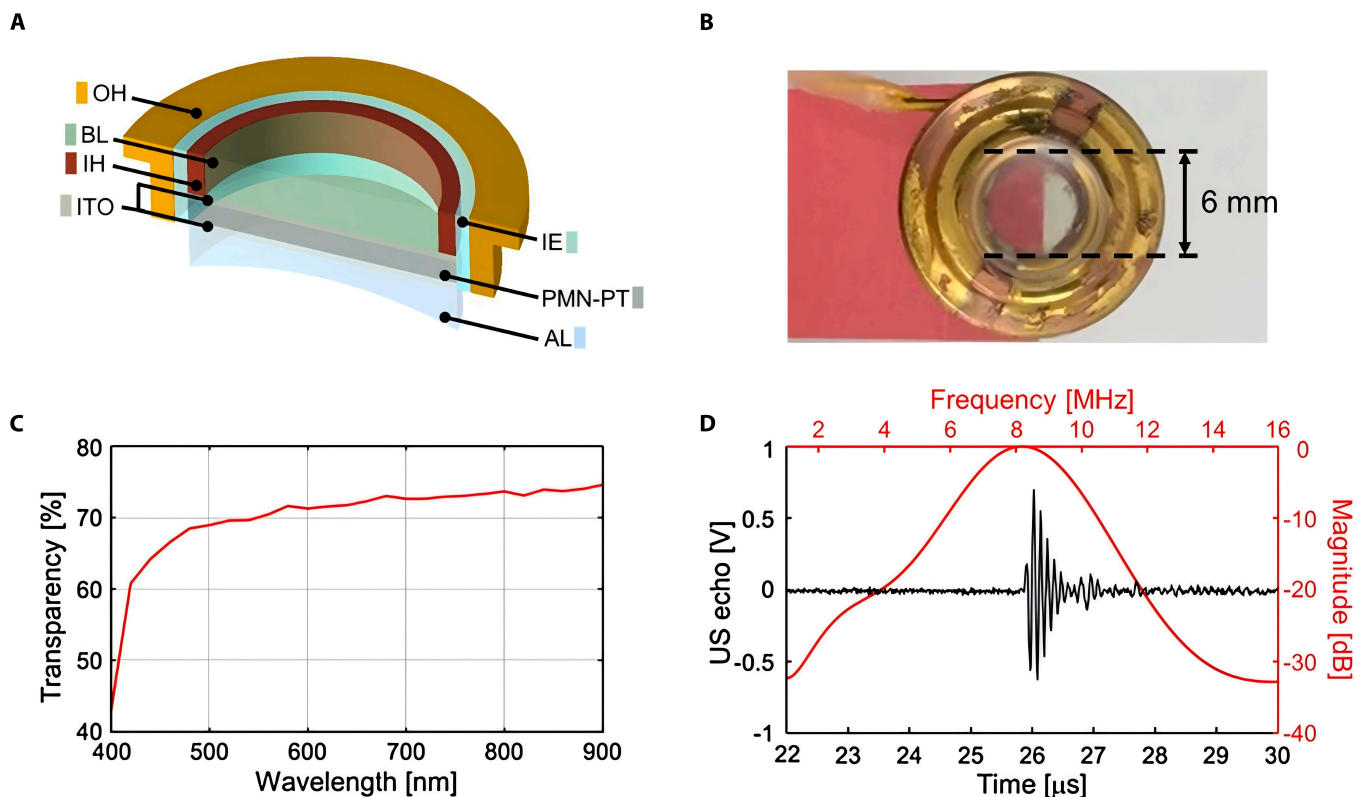 A
OH
BL
IH
ITO
IE
PMN-PT
AL
B
6 mm
C
Transparency [%]
80
70
60
50
40
400 500 600 700 800 900
Wavelength [nm]
D
Frequency [MHz]
2 4 6 8 10 12 14 16
US echo [V]
1
0.5
0
-0.5
-1
0
-10
-20
-30
-40
Magnitude [dB]
22 23 24 25 26 27 28 29 30
Time [μs]